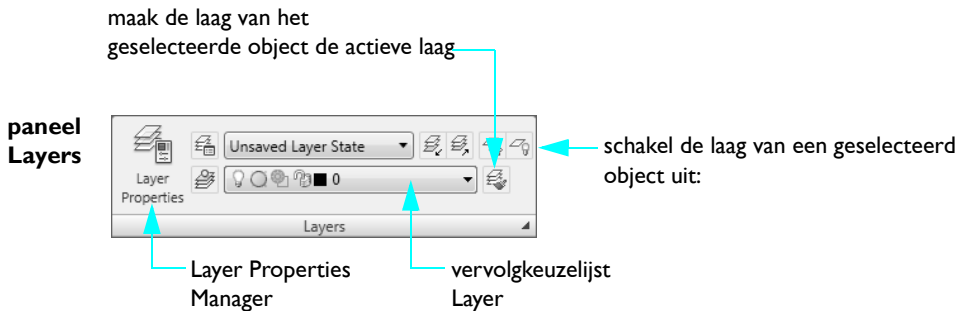 maak de laag van het
geselecteerde object de actieve laag
paneel
Layers
Unsaved Layer State
schakel de laag van een geselecteerd
object uit:
Layer
Properties
0
Layers
Layer Properties
Manager
vervolgkeuzelijst
Layer